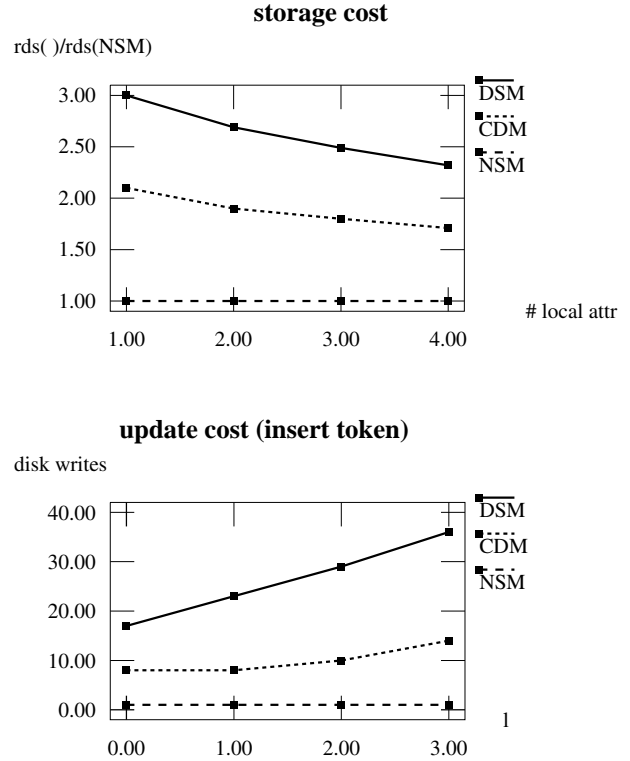 storage cost
rds( )/rds(NSM)
3.00
2.50
2.00
1.50
1.00
1.00 2.00 3.00 4.00
# local attr
DSM
CDM
NSM
update cost (insert token)
disk writes
40.00
30.00
20.00
10.00
0.00
0.00 1.00 2.00 3.00
l
DSM
CDM
NSM